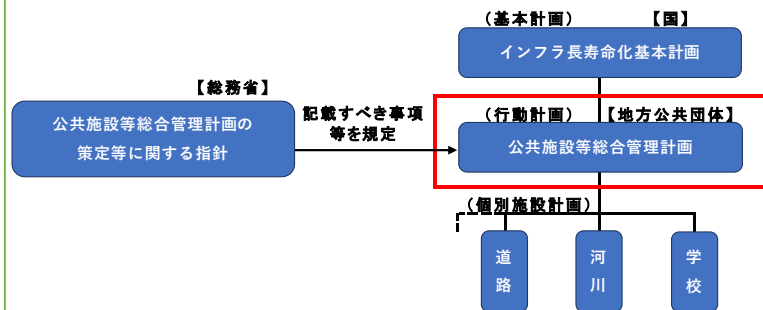 （基本計画）
【国】
インフラ長寿命化基本計画
【総務省】
公共施設等総合管理計画の
策定等に関する指針
記載すべき事項
等を規定
（行動計画）
【地方公共団体】
公共施設等総合管理計画
（個別施設計画）
道路
河川
学校